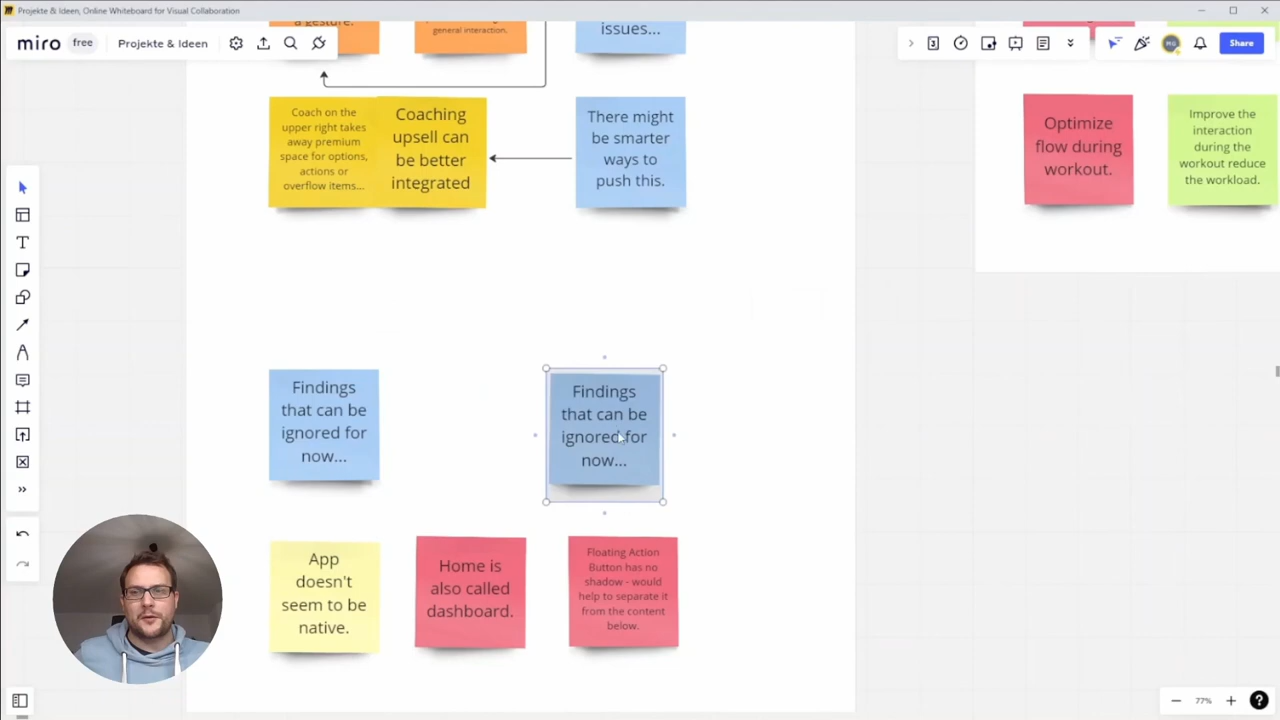 Projekte & Ideen, Online Whiteboard for Visual Collaboration
miro
free
Projekte & Ideen
3
MG
Share
a gesture.
general interaction.
issues...
Coach on the
upper right takes
away premium
space for options,
actions or
overflow items...
Coaching
upsell can
be better
integrated
There might
be smarter
ways to
push this.
Optimize
flow during
workout.
Improve the
interaction
during the
workout reduce
the workload.
Findings
that can be
ignored for
now...
Findings
that can be
ignored for
now...
App
doesn't
seem to be
native.
Home is
also called
dashboard.
Floating Action
Button has no
shadow - would
help to separate it
from the content
below.
77%